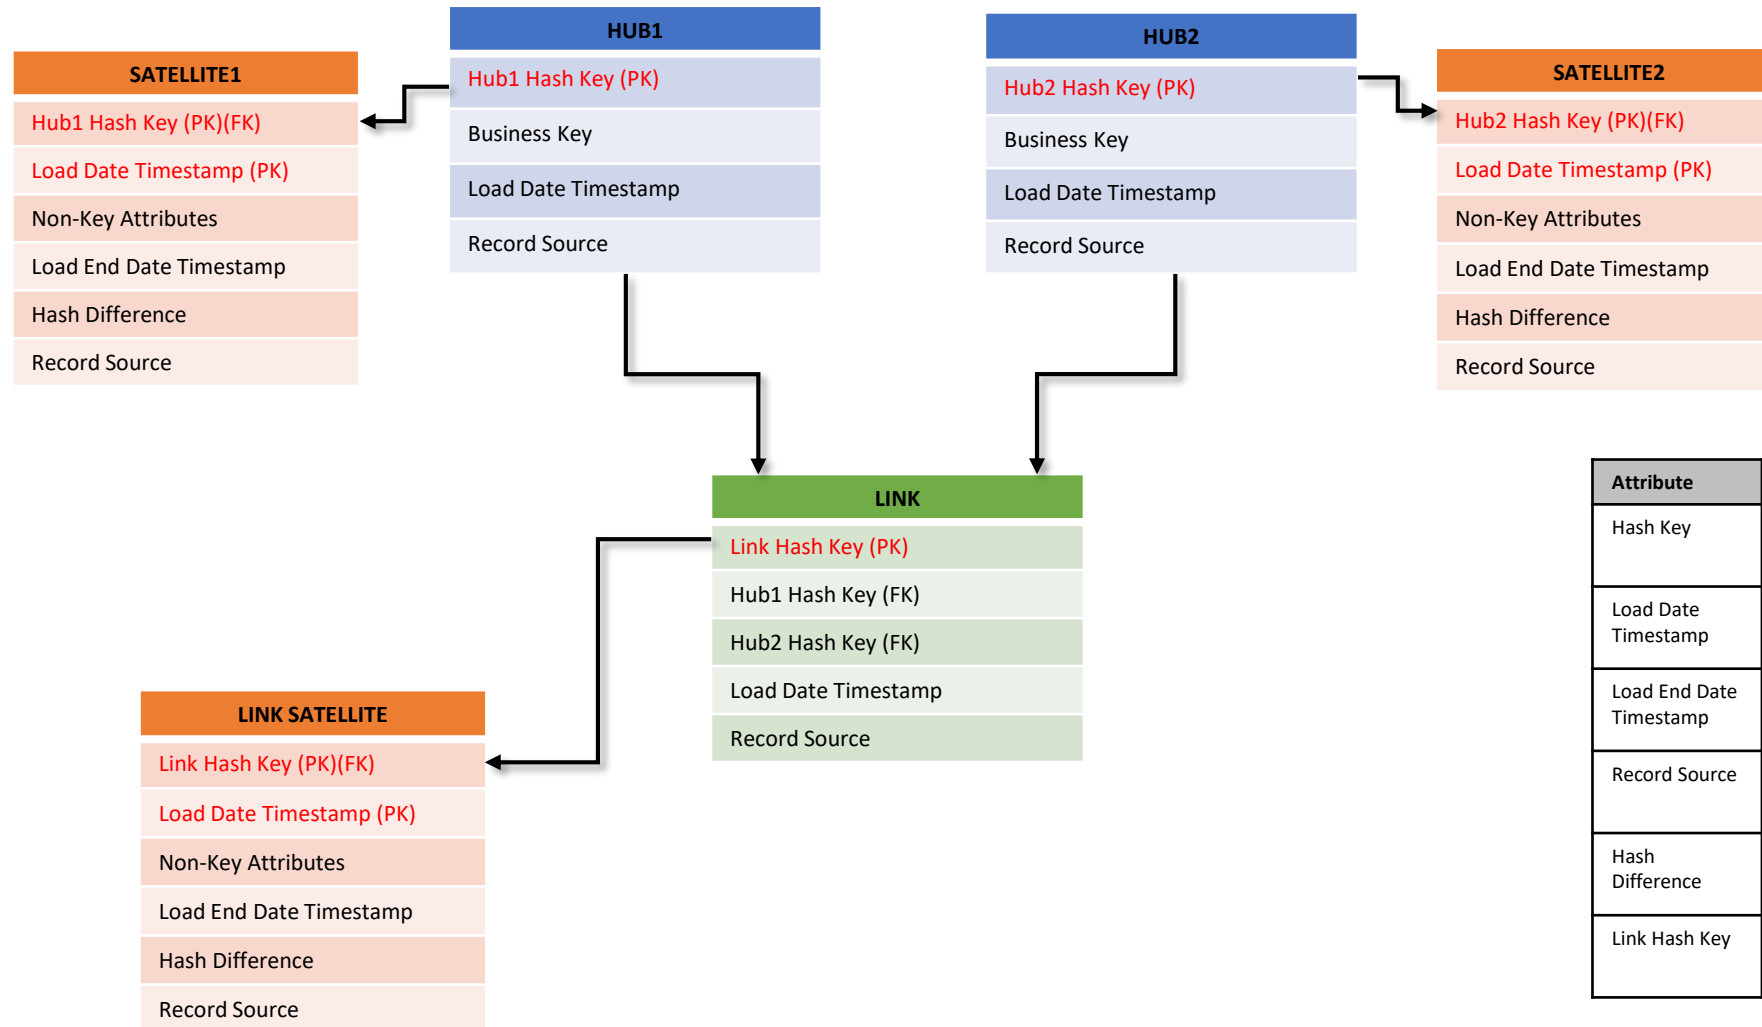 HUB1
Hub1 Hash Key (PK)
Business Key
Load Date Timestamp
Record Source
HUB2
Hub2 Hash Key (PK)
Business Key
Load Date Timestamp
Record Source
SATELLITE1
Hub1 Hash Key (PK)(FK)
Load Date Timestamp (PK)
Non-Key Attributes
Load End Date Timestamp
Hash Difference
Record Source
SATELLITE2
Hub2 Hash Key (PK)(FK)
Load Date Timestamp (PK)
Non-Key Attributes
Load End Date Timestamp
Hash Difference
Record Source
LINK
Link Hash Key (PK)
Hub1 Hash Key (FK)
Hub2 Hash Key (FK)
Load Date Timestamp
Record Source
LINK SATELLITE
Link Hash Key (PK)(FK)
Load Date Timestamp (PK)
Non-Key Attributes
Load End Date Timestamp
Hash Difference
Record Source
Attribute
Hash Key
Load Date
Timestamp
Load End Date
Timestamp
Record Source
Hash
Difference
Link Hash Key